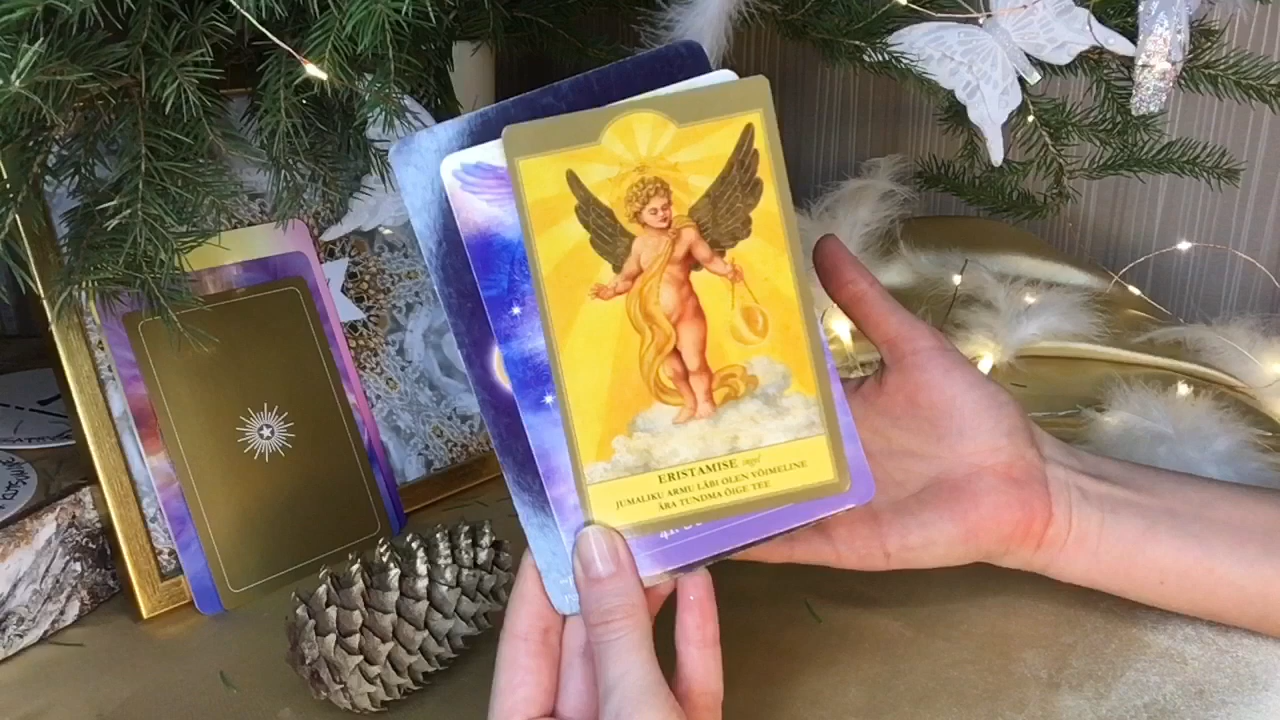 ERISTAMISE ingel
JUMALIKU ARMU LÄBI OLEN VÕIMELINE
ÄRA TUNDMA ÕIGE TEE